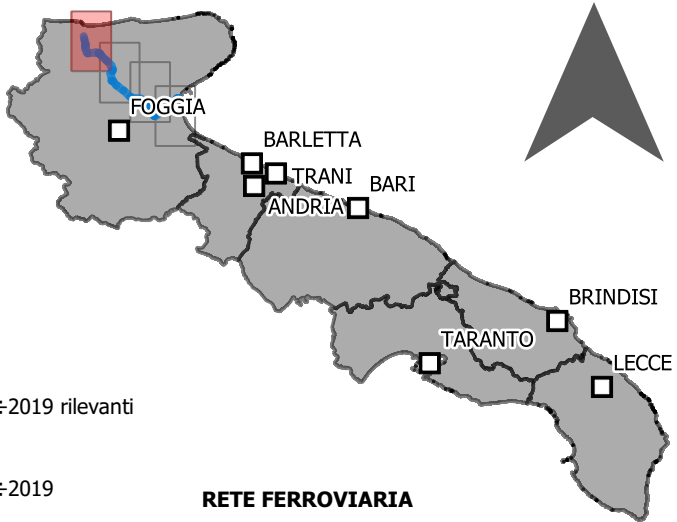 FOGGIA
BARLETTA
TRANI
ANDRIA
BARI
BRINDISI
TARANTO
LECCE
÷2019 rilevanti
÷2019
RETE FERROVIARIA